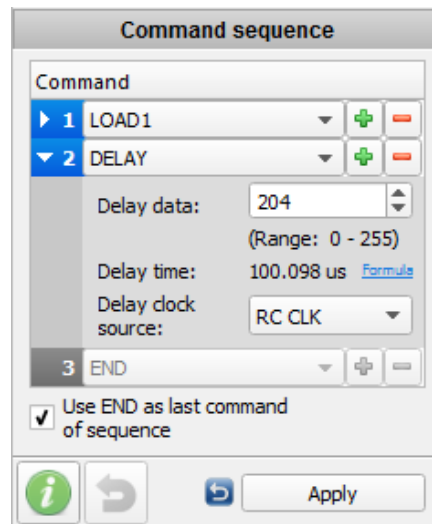 Command sequence
Command
1 LOAD1
2 DELAY
Delay data: 204
(Range: 0 - 255)
Delay time: 100.098 us Formula
Delay clock
source: RC CLK
3 END
Use END as last command
of sequence
Apply